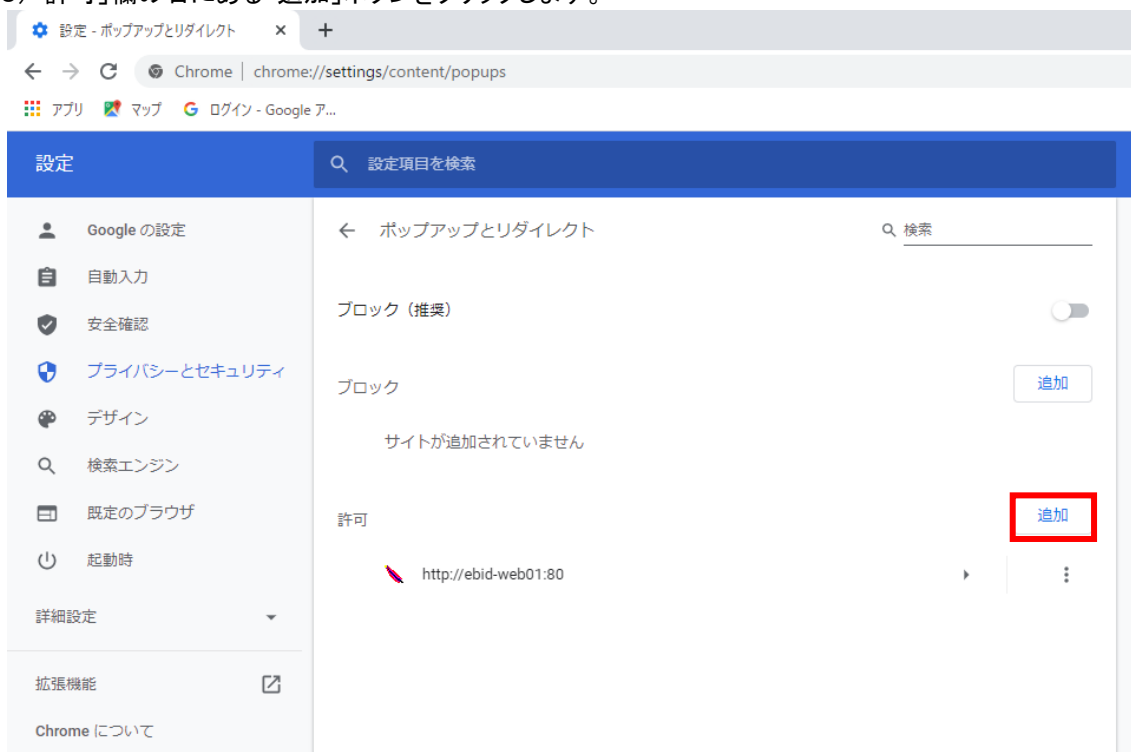 許可」欄の右にある「追加」ボタンをクリックします。
設定 - ポップアップとリダイレクト
Chrome | chrome://settings/content/popups
アプリ マップ ログイン - Google ア...
設定
設定項目を検索
Google の設定
自動入力
安全確認
プライバシーとセキュリティ
デザイン
検索エンジン
既定のブラウザ
起動時
詳細設定
拡張機能
Chrome について
ポップアップとリダイレクト
検索
ブロック（推奨）
ブロック
追加
サイトが追加されていません
許可
追加
http://ebid-web01:80